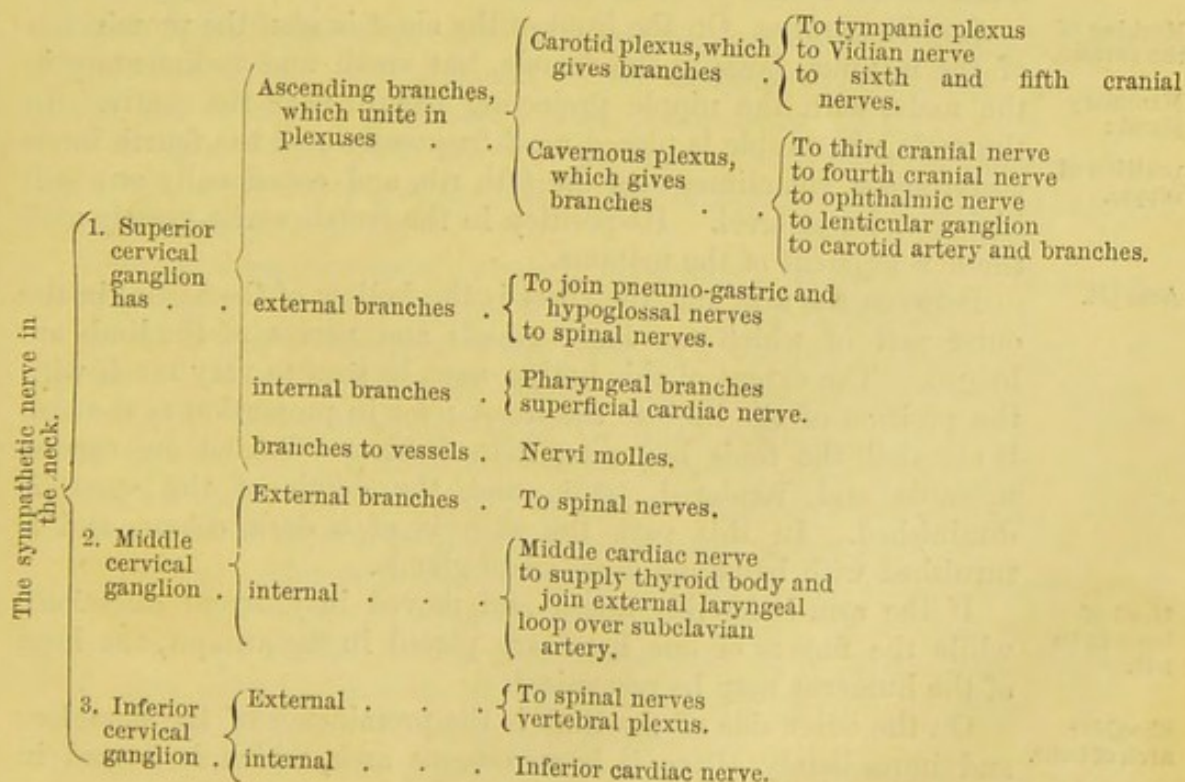 The sympathetic nerve in
the neck.
1. Superior
cervical
ganglion
has . .
Ascending branches,
which unite in
plexuses . .
Carotid plexus, which
gives branches .
To tympanic plexus
to Vidian nerve
to sixth and fifth cranial
nerves.
Cavernous plexus,
which gives
branches . .
To third cranial nerve
to fourth cranial nerve
to ophthalmic nerve
to lenticular ganglion
to carotid artery and branches.
external branches .
To join pneumo-gastric and
hypoglossal nerves
to spinal nerves.
internal branches .
Pharyngeal branches
superficial cardiac nerve.
branches to vessels .
Nervi molles.
2. Middle
cervical
ganglion .
External branches .
To spinal nerves.
internal . . .
Middle cardiac nerve
to supply thyroid body and
join external laryngeal
loop over subclavian
artery.
3. Inferior
cervical
ganglion .
External . . .
To spinal nerves
vertebral plexus.
internal . . .
Inferior cardiac nerve.